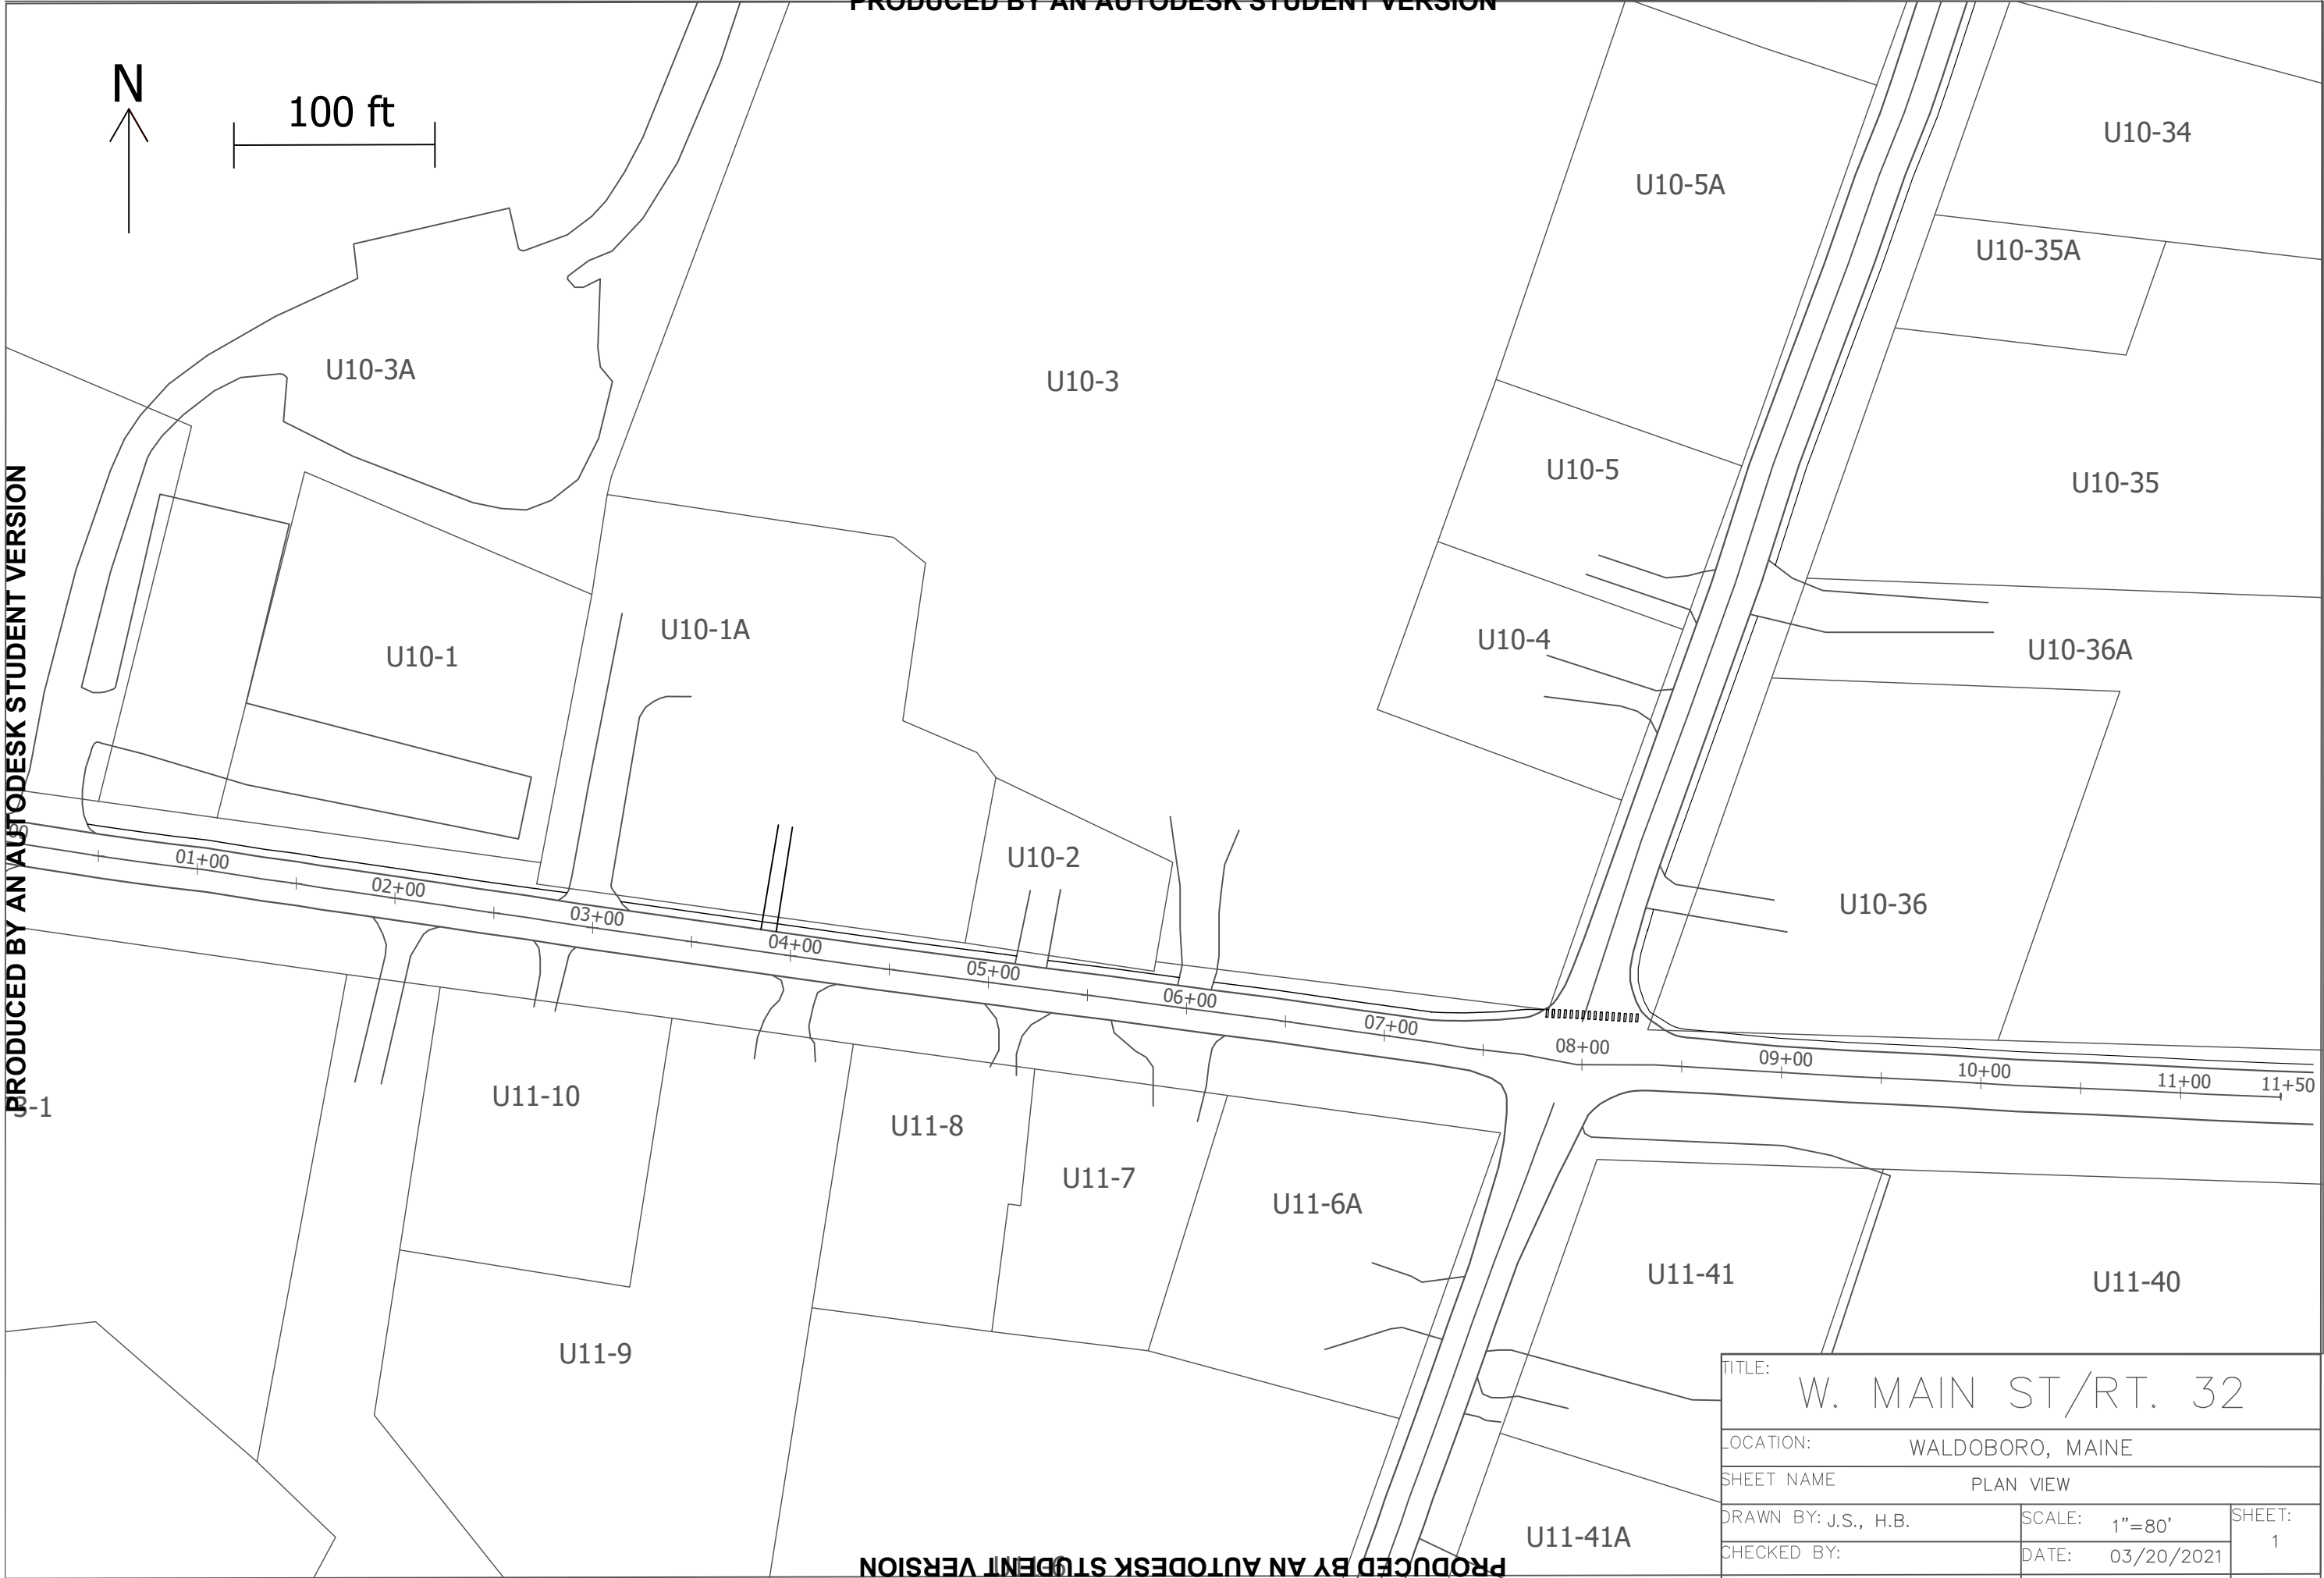 PRODUCED BY AN AUTODESK STUDENT VERSION
N
100 ft
U10-34
U10-5A
U10-35A
U10-3A
U10-3
U10-5
U10-35
U10-1A
U10-4
U10-1
U10-36A
PRODUCED BY AN AUTODESK STUDENT VERSION
01+00
02+00
U10-2
03+00
U10-36
04+00
05+00
06+00
07+00
08+00
09+00
10+00
11+00
11+50
U11-10
U11-8
U11-7
U11-6A
U11-41
U11-40
U11-9
TITLE:
W. MAIN ST/RT. 32
LOCATION: WALDOBORO, MAINE
SHEET NAME PLAN VIEW
DRAWN BY: J.S., H.B. SCALE: 1"=80' SHEET: 1
CHECKED BY: DATE: 03/20/2021
U11-41A
PRODUCED BY AN AUTODESK STUDENT VERSION